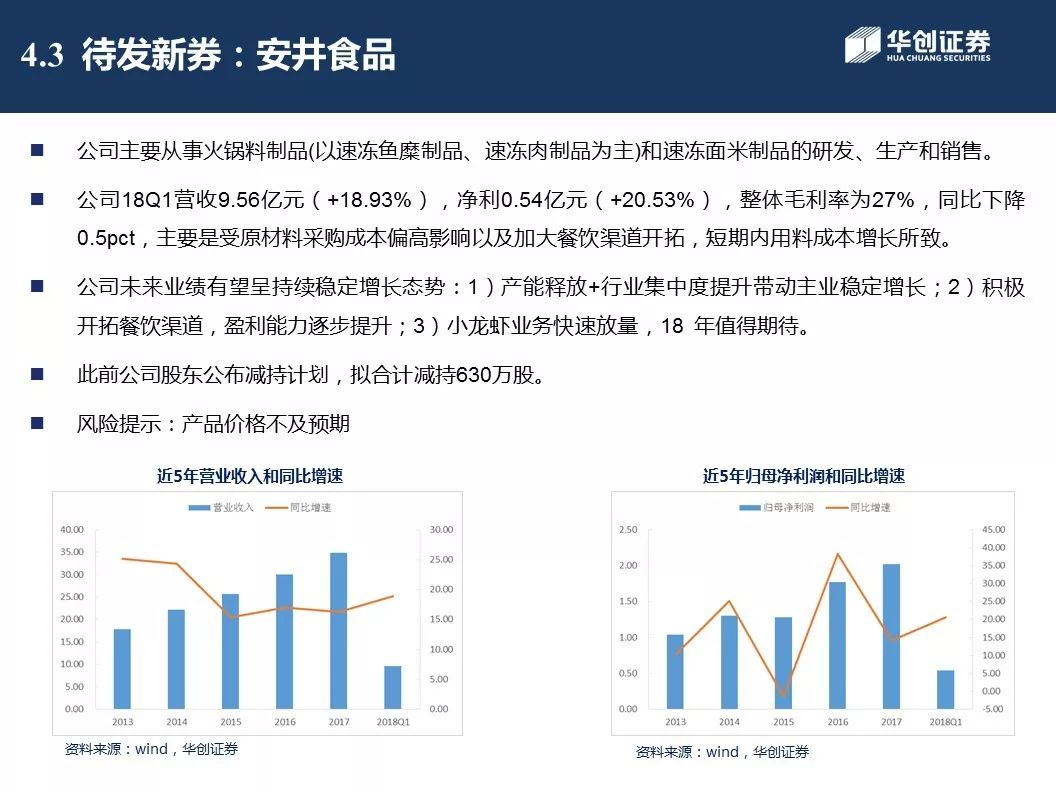 4.3 待发新券：安井食品
华创证券
HUA CHUANG SECURITIES
公司主要从事火锅料制品(以速冻鱼糜制品、速冻肉制品为主)和速冻面米制品的研发、生产和销售。
公司18Q1营收9.56亿元（+18.93%），净利0.54亿元（+20.53%），整体毛利率为27%，同比下降
0.5pct，主要是受原材料采购成本偏高影响以及加大餐饮渠道开拓，短期内用料成本增长所致。
公司未来业绩有望呈持续稳定增长态势：1）产能释放+行业集中度提升带动主业稳定增长；2）积极
开拓餐饮渠道，盈利能力逐步提升；3）小龙虾业务快速放量，18 年值得期待。
此前公司股东公布减持计划，拟合计减持630万股。
风险提示：产品价格不及预期
近5年营业收入和同比增速
营业收入 同比增速
40.00 30.00
35.00 25.00
30.00 20.00
25.00
20.00 15.00
15.00 10.00
10.00 5.00
5.00
0.00 0.00
2013 2014 2015 2016 2017 2018Q1
资料来源：wind，华创证券
近5年归母净利润和同比增速
归母净利润 同比增速
2.50 45.00
40.00
2.00 35.00
30.00
1.50 25.00
20.00
1.00 15.00
10.00
0.50 5.00
0.00
0.00 -5.00
2013 2014 2015 2016 2017 2018Q1
资料来源：wind，华创证券